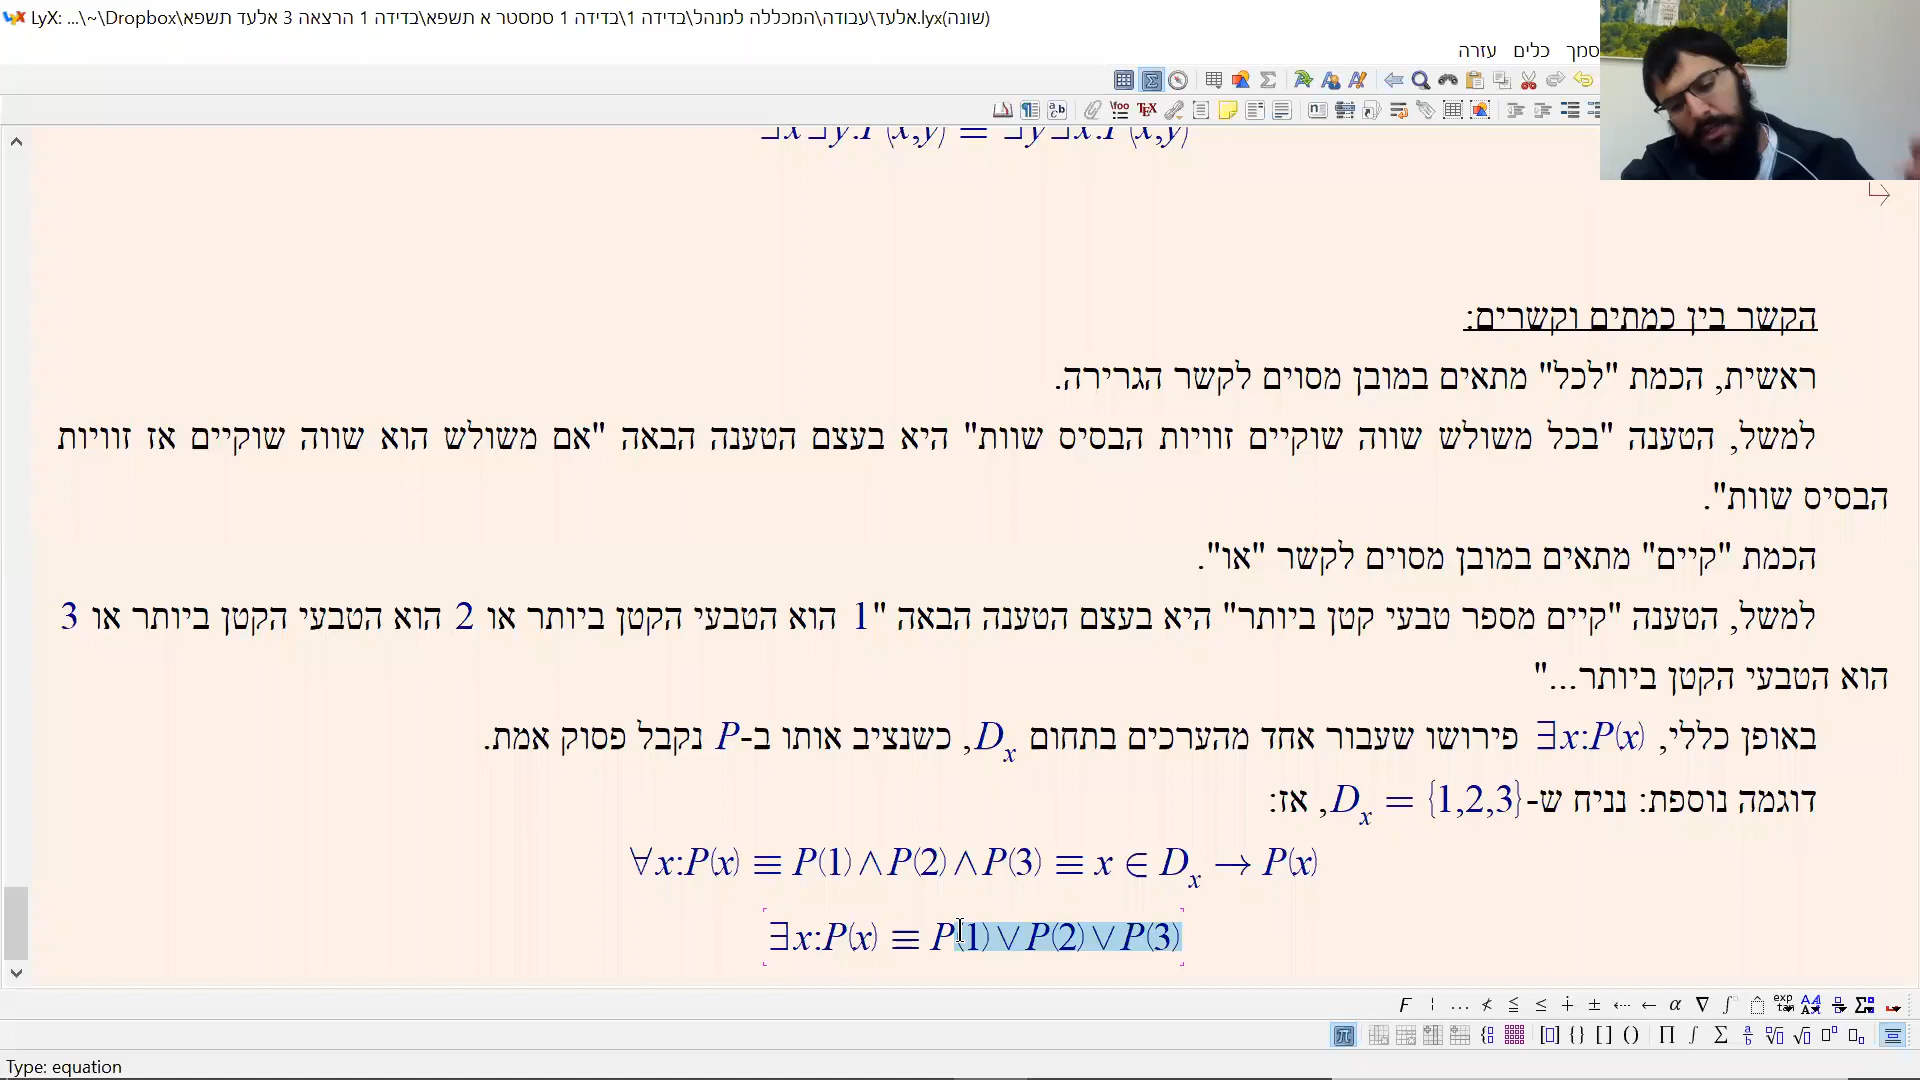 LyX: ...\~\Dropbox\אלעד\עבודה\המכללה למנהל\בדידה 1\בדידה 1 סמסטר א תשפא\בדידה 1 הרצאה 3 אלעד תשפא.lyx(שונה)
סמך כלים עזרה
∃x∃y:P(x,y) ≡ ∃y∃x:P(x,y)
הקשר בין כמתים וקשרים:
ראשית, הכמת "לכל" מתאים במובן מסוים לקשר הגרירה.
למשל, הטענה "בכל משולש שווה שוקיים זוויות הבסיס שוות" היא בעצם הטענה הבאה "אם משולש הוא שווה שוקיים אז זוויות
הבסיס שוות".
הכמת "קיים" מתאים במובן מסוים לקשר "או".
למשל, הטענה "קיים מספר טבעי קטן ביותר" היא בעצם הטענה הבאה "1 הוא הטבעי הקטן ביותר או 2 הוא הטבעי הקטן ביותר או 3
הוא הטבעי הקטן ביותר..."
באופן כללי, ∃x:P(x) פירושו שעבור אחד מהערכים בתחום D_x, כשנציב אותו ב-P נקבל פסוק אמת.
דוגמה נוספת: נניח ש-D_x = {1,2,3}, אז:
∀x:P(x) ≡ P(1)∧P(2)∧P(3) ≡ x ∈ D_x → P(x)
∃x:P(x) ≡ P(1)∨P(2)∨P(3)
Type: equation